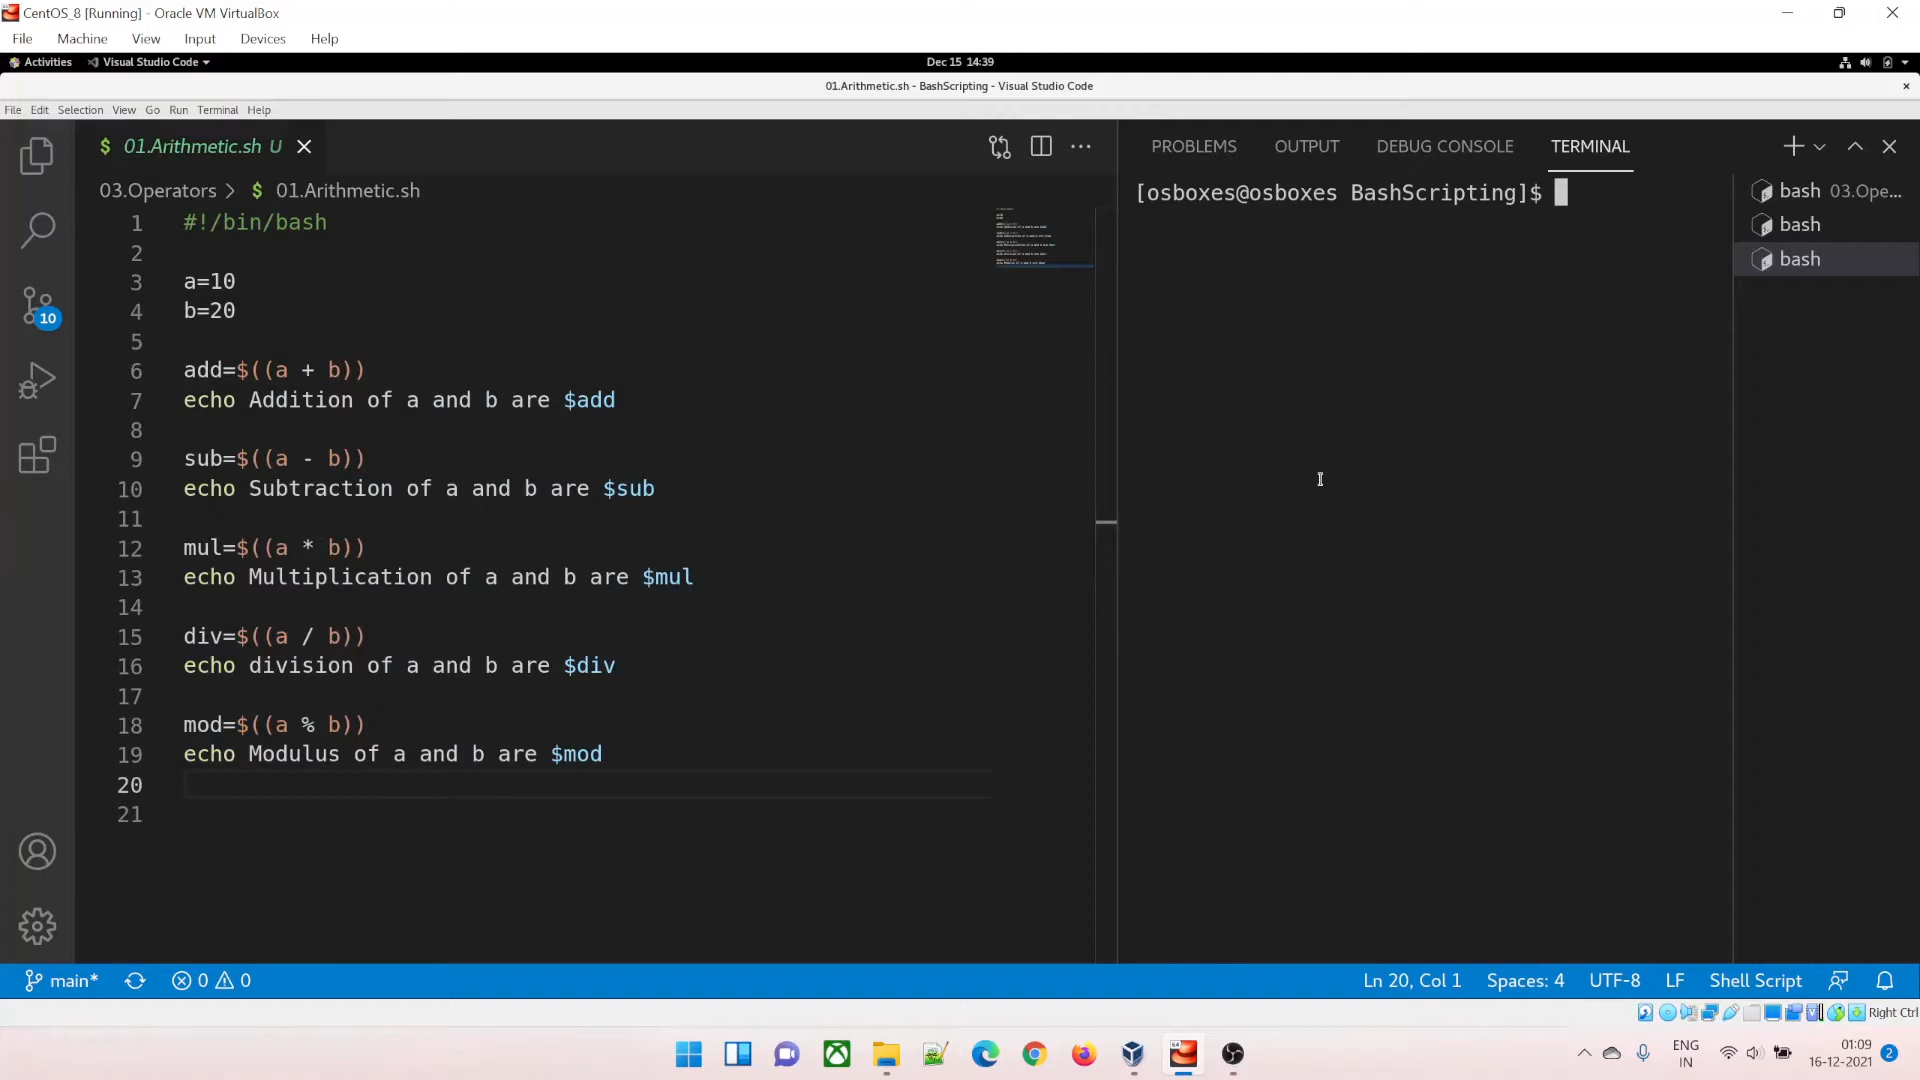 CentOS_8 [Running] - Oracle VM VirtualBox
File Machine View Input Devices Help
Activities Visual Studio Code Dec 15 14:39
01.Arithmetic.sh - BashScripting - Visual Studio Code
File Edit Selection View Go Run Terminal Help
$ 01.Arithmetic.sh U
PROBLEMS OUTPUT DEBUG CONSOLE TERMINAL
03.Operators > $ 01.Arithmetic.sh
[osboxes@osboxes BashScripting]$
bash 03.Ope...
bash
bash
1 #!/bin/bash
2
3 a=10
4 b=20
5
6 add=$((a + b))
7 echo Addition of a and b are $add
8
9 sub=$((a - b))
10 echo Subtraction of a and b are $sub
11
12 mul=$((a * b))
13 echo Multiplication of a and b are $mul
14
15 div=$((a / b))
16 echo division of a and b are $div
17
18 mod=$((a % b))
19 echo Modulus of a and b are $mod
20
21
10
main* 0 0 Ln 20, Col 1 Spaces: 4 UTF-8 LF Shell Script
Right Ctrl
ENG
IN
01:09
16-12-2021
2
64